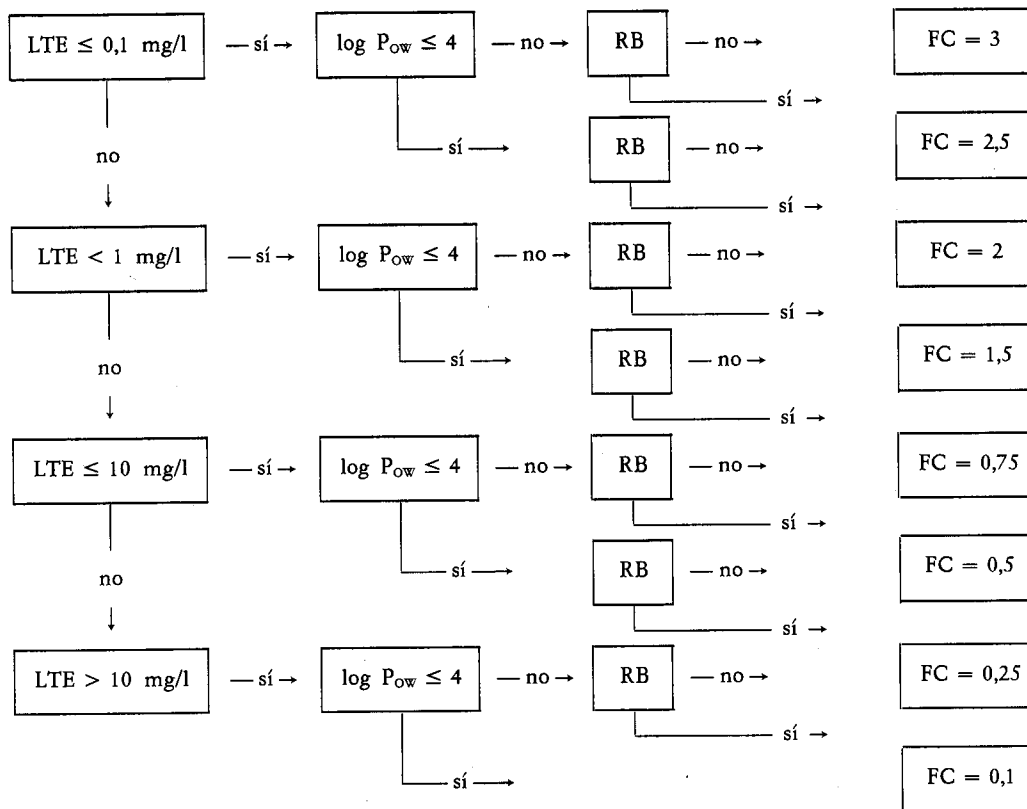 LTE ≤ 0,1 mg/l — sí → log P_OW ≤ 4 — no → RB — no → FC = 3
sí →
no sí → RB — no → FC = 2,5
sí →
LTE < 1 mg/l — sí → log P_OW ≤ 4 — no → RB — no → FC = 2
sí →
no sí → RB — no → FC = 1,5
sí →
LTE ≤ 10 mg/l — sí → log P_OW ≤ 4 — no → RB — no → FC = 0,75
sí →
no sí → RB — no → FC = 0,5
sí →
LTE > 10 mg/l — sí → log P_OW ≤ 4 — no → RB — no → FC = 0,25
sí →
sí → FC = 0,1